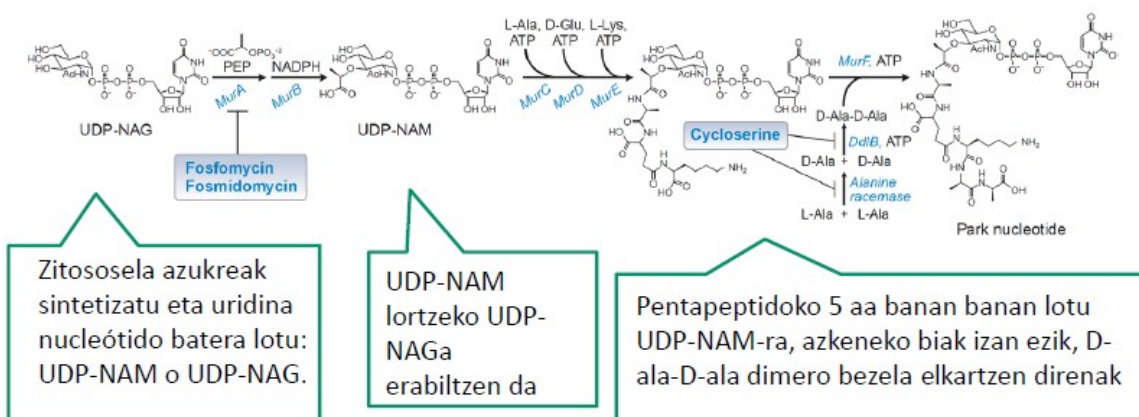 L-Ala, D-Glu, L-Lys,
ATP ATP ATP
PEP NADPH
MurA MurB
MurC MurD MurE
MurF, ATP
UDP-NAG
UDP-NAM
Fosfomycin
Fosmidomycin
Cycloserine
D-Ala-D-Ala
DdlB, ATP
D-Ala + D-Ala
Alanine
racemase
L-Ala + L-Ala
Park nucleotide
Zitososela azukreak
sintetizatu eta uridina
nucleótido batera lotu:
UDP-NAM o UDP-NAG.
UDP-NAM
lortzeko UDP-
NAGa
erabiltzen da
Pentapeptidoko 5 aa banan banan lotu
UDP-NAM-ra, azkeneko biak izan ezik, D-
ala-D-ala dimero bezela elkartzen direnak